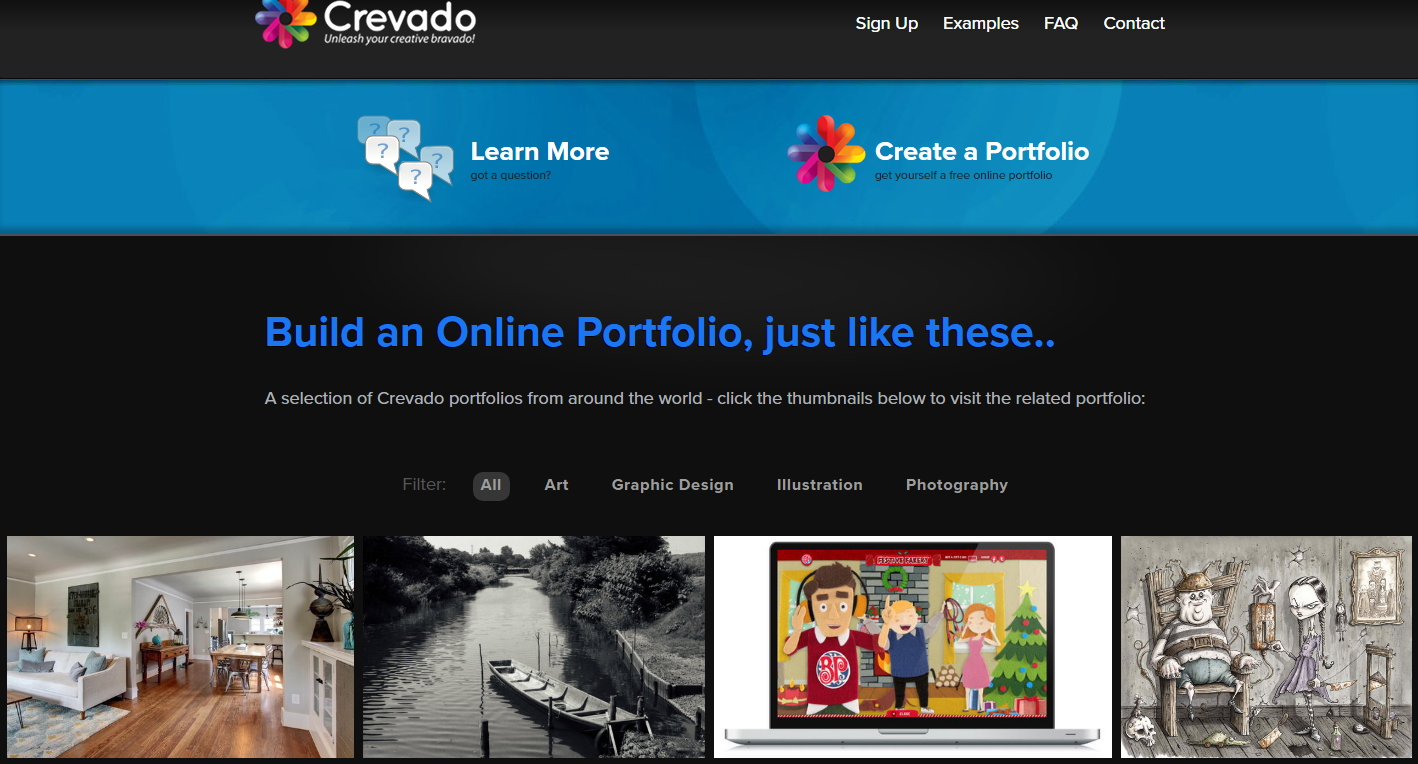 Crevado
Unleash your creative bravado!
Sign Up Examples FAQ Contact
Learn More
got a question?
Create a Portfolio
get yourself a free online portfolio
Build an Online Portfolio, just like these..
A selection of Crevado portfolios from around the world - click the thumbnails below to visit the related portfolio:
Filter: All Art Graphic Design Illustration Photography
FESTIVE FAKERY
BP